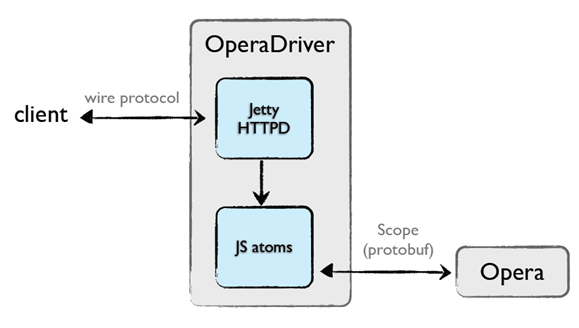 OperaDriver
wire protocol
client
Jetty
HTTPD
JS atoms
Scope
(protobuf)
Opera